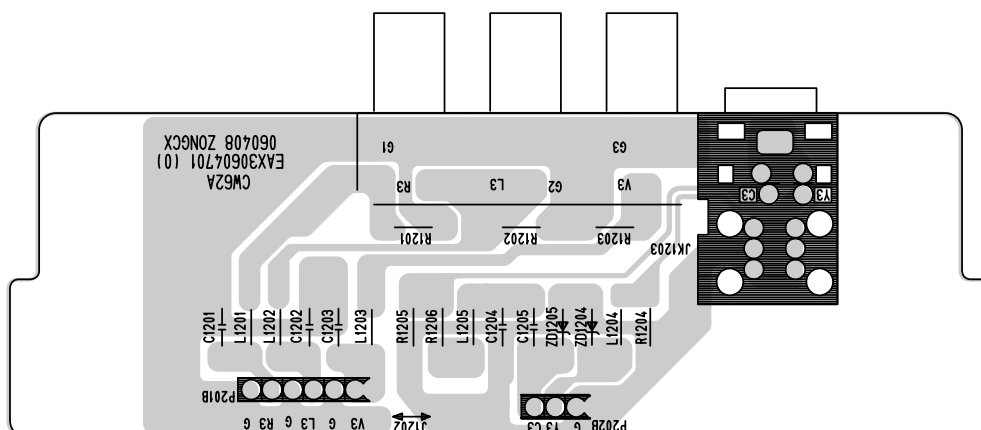 CW62A
EAX30604701 (0)
060408 ZONGCX
G1
G3
R3
L3
G2
V3
C3
Y3
R1201
R1202
R1203
JK1203
C1201
L1201
L1202
C1202
C1203
L1203
R1205
R1206
L1205
C1204
C1205
ZD1205
ZD1204
L1204
R1204
P201B
G R3 G L3 G V3
J1202
C3 Y3 G
P202B